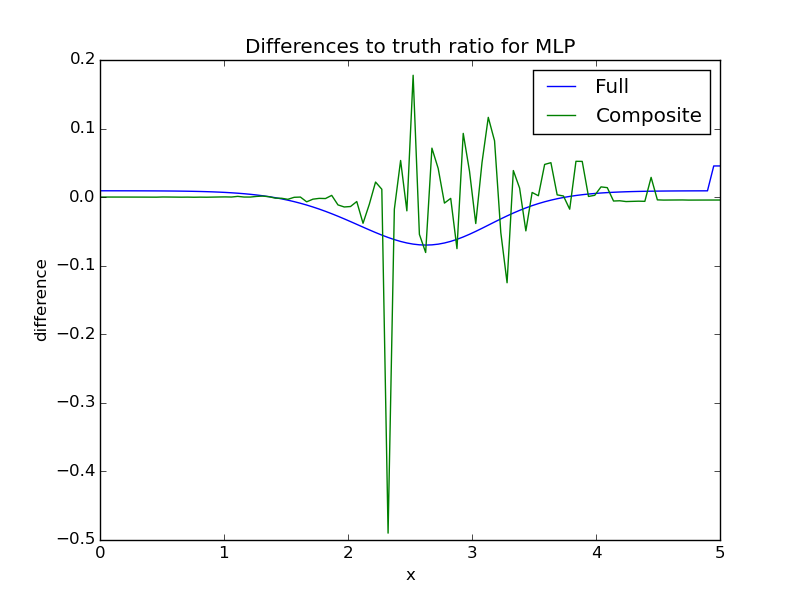 Differences to truth ratio for MLP
Full
Composite
0.2
0.1
0.0
−0.1
−0.2
−0.3
−0.4
−0.5
difference
0 1 2 3 4 5
x